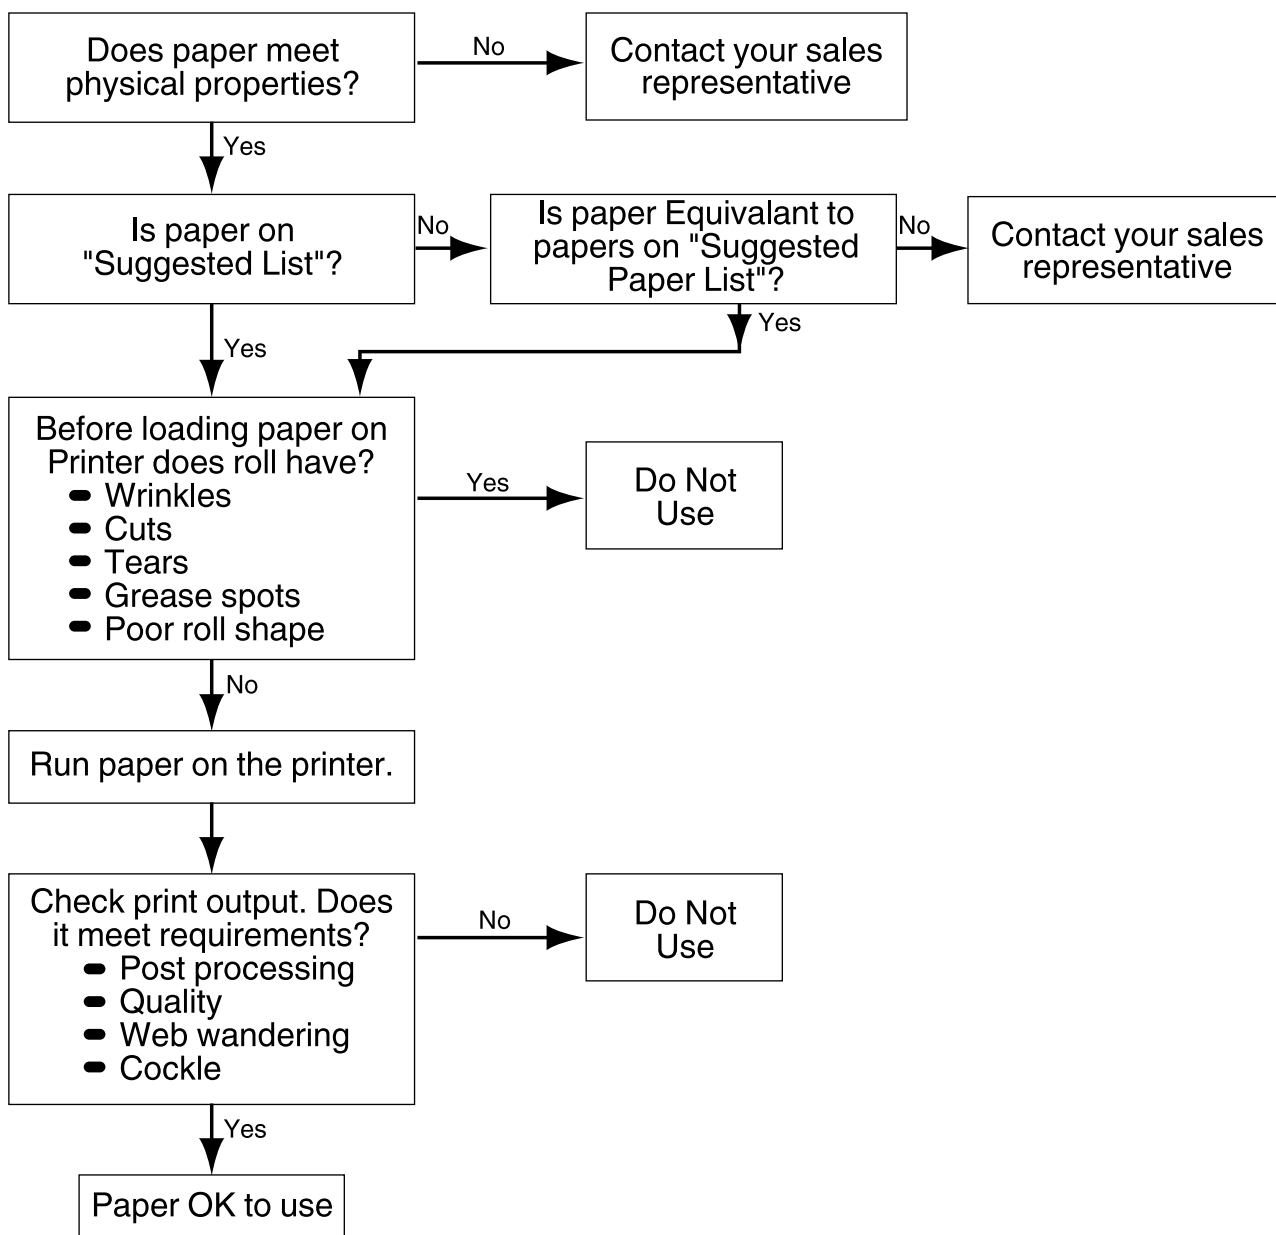 Does paper meet
physical properties?
No
Contact your sales
representative
Yes
Is paper on
"Suggested List"?
No
Is paper Equivalant to
papers on "Suggested
Paper List"?
No
Contact your sales
representative
Yes
Yes
Before loading paper on
Printer does roll have?
Wrinkles
Cuts
Tears
Grease spots
Poor roll shape
Yes
Do Not
Use
No
Run paper on the printer.
Check print output. Does
it meet requirements?
Post processing
Quality
Web wandering
Cockle
No
Do Not
Use
Yes
Paper OK to use